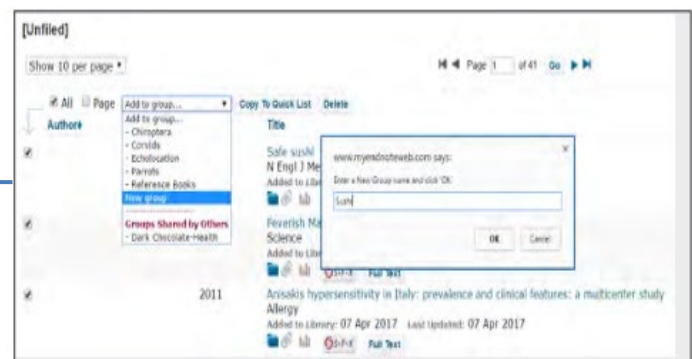 [Unfiled]
Show 10 per page
Page 1 of 41 Go
All Page Add to group... Copy To Quick List Delete
Author Title
Add to group...
- Chiroptera
- Corvids
- Echolocation
- Parrots
- Reference Books
New group
Groups Shared by Others
- Dark Chocolate-Health
Safe sushi
N Engl J Me
Added to Libr
www.myendnoteweb.com says:
Enter a New Group name and click 'OK'.
Sushi
OK Cancel
Feverish Ma
Science
Added to Libr
S-F-X Full Text
2011 Anisakis hypersensitivity in Italy: prevalence and clinical features: a multicenter study
Allergy
Added to Library: 07 Apr 2017 Last Updated: 07 Apr 2017
S-F-X Full Text